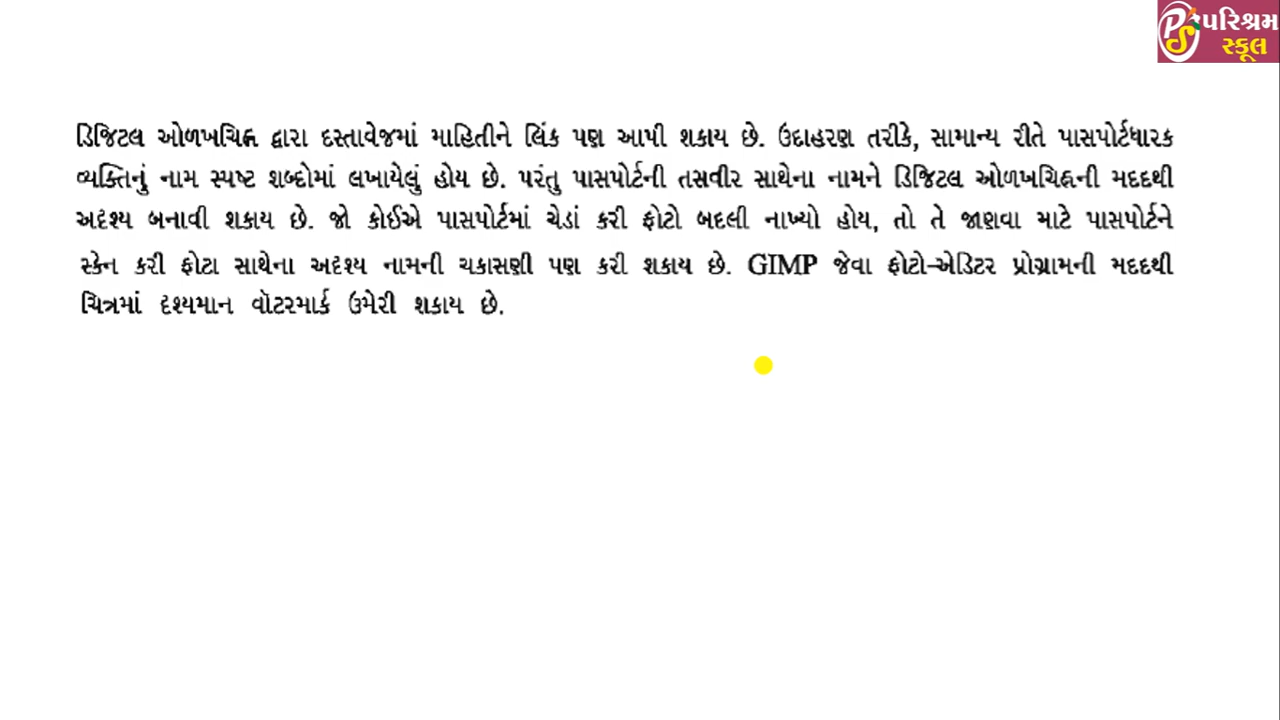 પરિશ્રમ
સ્કૂલ
ડિજિટલ ઓળખચિહ્ન દ્વારા દસ્તાવેજમાં માહિતીને લિંક પણ આપી શકાય છે. ઉદાહરણ તરીકે, સામાન્ય રીતે પાસપોર્ટધારક
વ્યક્તિનું નામ સ્પષ્ટ શબ્દોમાં લખાયેલું હોય છે. પરંતુ પાસપોર્ટની તસવીર સાથેના નામને ડિજિટલ ઓળખચિહ્નની મદદથી
અદૃશ્ય બનાવી શકાય છે. જો કોઈએ પાસપોર્ટમાં ચેડાં કરી ફોટો બદલી નાખ્યો હોય, તો તે જાણવા માટે પાસપોર્ટને
સ્કેન કરી ફોટા સાથેના અદૃશ્ય નામની ચકાસણી પણ કરી શકાય છે. GIMP જેવા ફોટો-એડિટર પ્રોગ્રામની મદદથી
ચિત્રમાં દૃશ્યમાન વૉટરમાર્ક ઉમેરી શકાય છે.